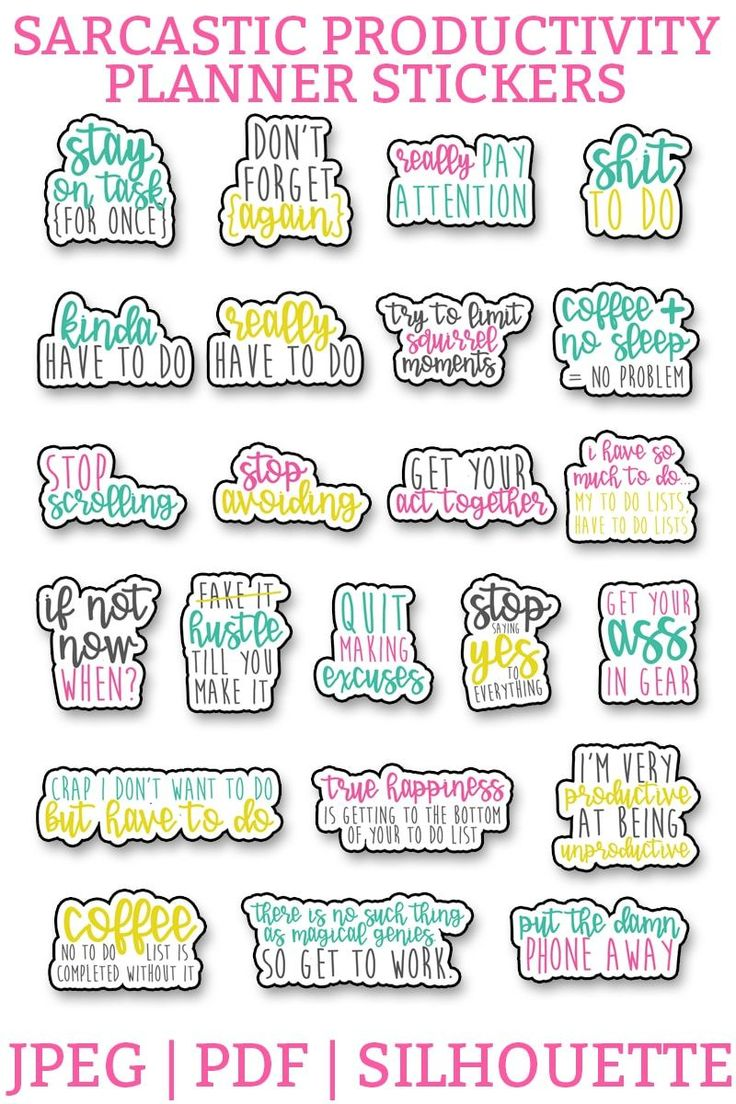 SARCASTIC PRODUCTIVITY
PLANNER STICKERS
stay
on task
{FOR ONCE}
DON'T
FORGET
{again}
really PAY
ATTENTION
shit
TO DO
kinda
HAVE TO DO
really
HAVE TO DO
try to limit
squirrel
moments
coffee +
no sleep
= NO PROBLEM
STOP
scrolling
stop
avoiding
GET YOUR
act together
i have so
much to do...
MY TO DO LISTS,
HAVE TO DO LISTS
if not
now
WHEN?
FAKE IT
hustle
TILL YOU
MAKE IT
QUIT
MAKING
excuses
stop
SAYING
yes
TO
EVERYTHING
GET YOUR
ass
IN GEAR
CRAP I DON'T WANT TO DO
but have to do
true happiness
IS GETTING TO THE BOTTOM
OF YOUR TO DO LIST
I'M VERY
productive
AT BEING
unproductive
coffee
NO TO DO LIST IS
COMPLETED WITHOUT IT
there is no such thing
as magical genies.
SO GET TO WORK.
put the damn
PHONE AWAY
JPEG | PDF | SILHOUETTE